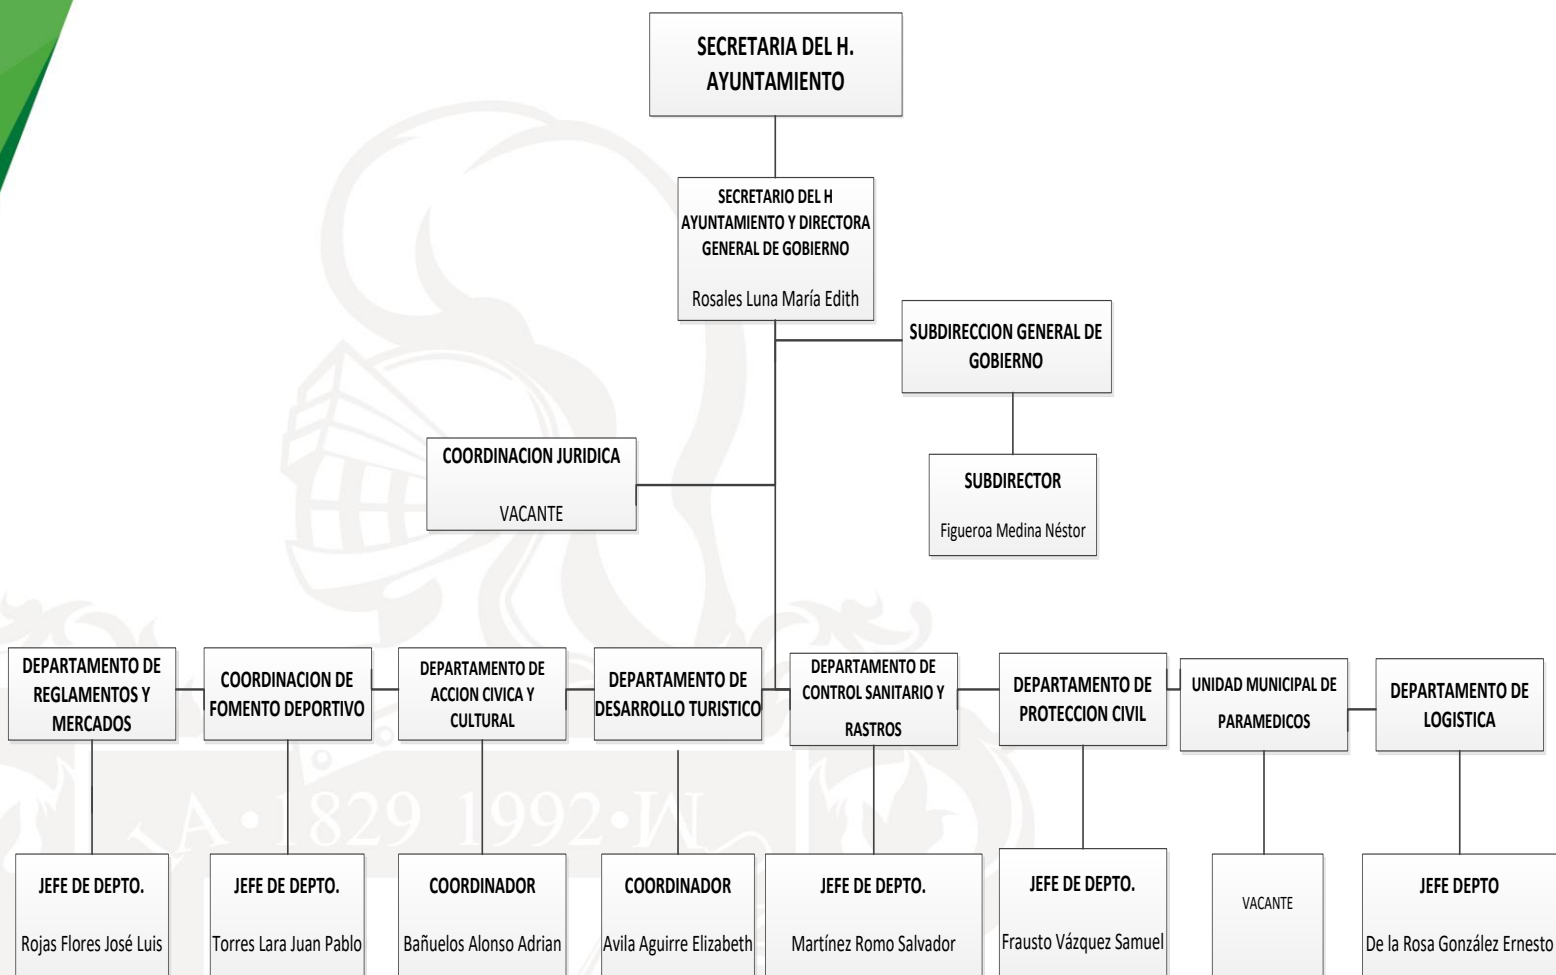 SECRETARIA DEL H.
AYUNTAMIENTO
SECRETARIO DEL H
AYUNTAMIENTO Y DIRECTORA
GENERAL DE GOBIERNO
Rosales Luna María Edith
SUBDIRECCION GENERAL DE
GOBIERNO
COORDINACION JURIDICA
VACANTE
SUBDIRECTOR
Figueroa Medina Néstor
DEPARTAMENTO DE
REGLAMENTOS Y
MERCADOS
COORDINACION DE
FOMENTO DEPORTIVO
DEPARTAMENTO DE
ACCION CIVICA Y
CULTURAL
DEPARTAMENTO DE
DESARROLLO TURISTICO
DEPARTAMENTO DE
CONTROL SANITARIO Y
RASTROS
DEPARTAMENTO DE
PROTECCION CIVIL
UNIDAD MUNICIPAL DE
PARAMEDICOS
DEPARTAMENTO DE
LOGISTICA
JEFE DE DEPTO.
Rojas Flores José Luis
JEFE DE DEPTO.
Torres Lara Juan Pablo
COORDINADOR
Bañuelos Alonso Adrian
COORDINADOR
Avila Aguirre Elizabeth
JEFE DE DEPTO.
Martínez Romo Salvador
JEFE DE DEPTO.
Frausto Vázquez Samuel
VACANTE
JEFE DEPTO
De la Rosa González Ernesto
1829 1992